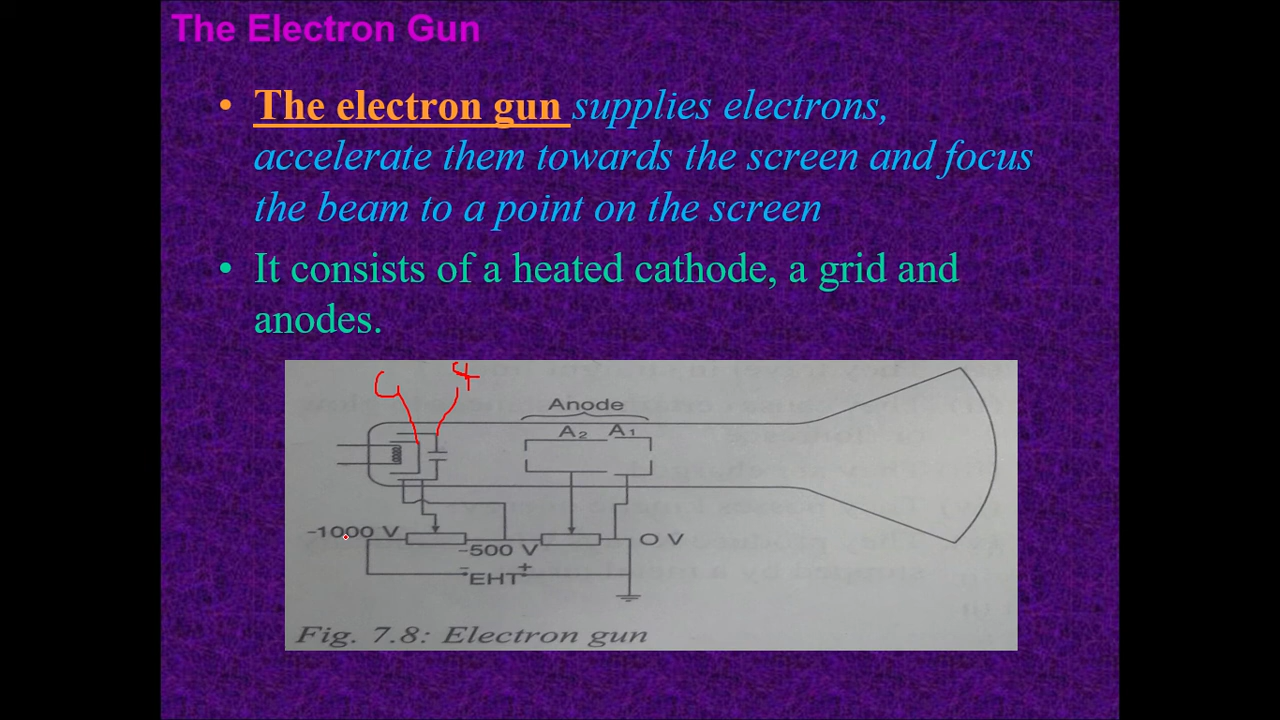 The Electron Gun
• The electron gun supplies electrons,
accelerate them towards the screen and focus
the beam to a point on the screen
• It consists of a heated cathode, a grid and
anodes.
Anode
A₂ A₁
-1000 V
-500 V
O V
- EHT +
Fig. 7.8: Electron gun